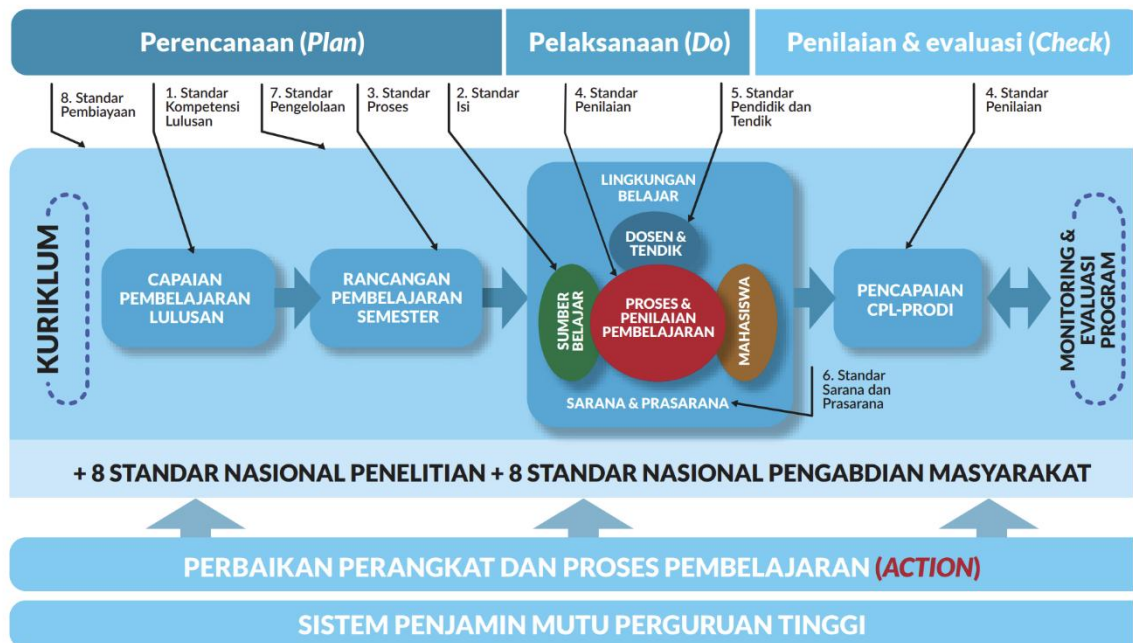 Perencanaan (Plan)
Pelaksanaan (Do)
Penilaian & evaluasi (Check)
8. Standar
Pembiayaan
1. Standar
Kompetensi
Lulusan
7. Standar
Pengelolaan
3. Standar
Proses
2. Standar
Isi
4. Standar
Penilaian
5. Standar
Pendidik dan
Tendik
4. Standar
Penilaian
KURIKLUM
CAPAIAN
PEMBELAJARAN
LULUSAN
RANCANGAN
PEMBELAJARAN
SEMESTER
LINGKUNGAN
BELAJAR
DOSEN &
TENDIK
SUMBER
BELAJAR
PROSES &
PENILAIAN
PEMBELAJARAN
MAHASISWA
SARANA & PRASARANA
PENCAPAIAN
CPL-PRODI
6. Standar
Sarana dan
Prasarana
MONITORING &
EVALUASI
PROGRAM
+ 8 STANDAR NASIONAL PENELITIAN + 8 STANDAR NASIONAL PENGABDIAN MASYARAKAT
PERBAIKAN PERANGKAT DAN PROSES PEMBELAJARAN (ACTION)
SISTEM PENJAMIN MUTU PERGURUAN TINGGI